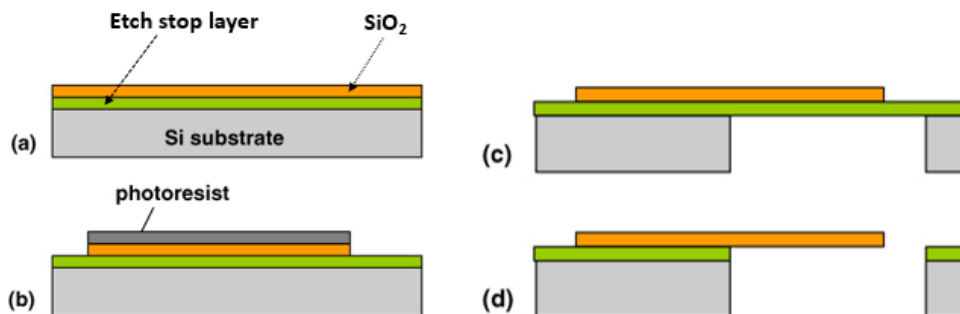 Etch stop layer
SiO₂
(a)
Si substrate
photoresist
(b)
(c)
(d)